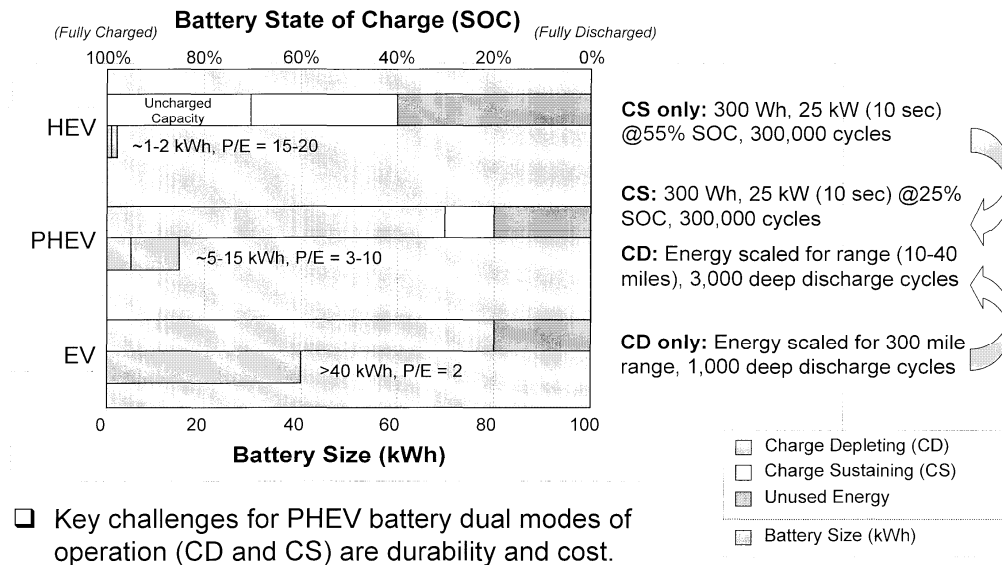 Battery State of Charge (SOC)
(Fully Charged)
(Fully Discharged)
100%
80%
60%
40%
20%
0%
HEV
Uncharged
Capacity
~1-2 kWh, P/E = 15-20
CS only: 300 Wh, 25 kW (10 sec)
@55% SOC, 300,000 cycles
PHEV
~5-15 kWh, P/E = 3-10
CS: 300 Wh, 25 kW (10 sec) @25%
SOC, 300,000 cycles
CD: Energy scaled for range (10-40
miles), 3,000 deep discharge cycles
EV
>40 kWh, P/E = 2
CD only: Energy scaled for 300 mile
range, 1,000 deep discharge cycles
0
20
40
60
80
100
Battery Size (kWh)
Charge Depleting (CD)
Charge Sustaining (CS)
Unused Energy
Battery Size (kWh)
❑ Key challenges for PHEV battery dual modes of
operation (CD and CS) are durability and cost.